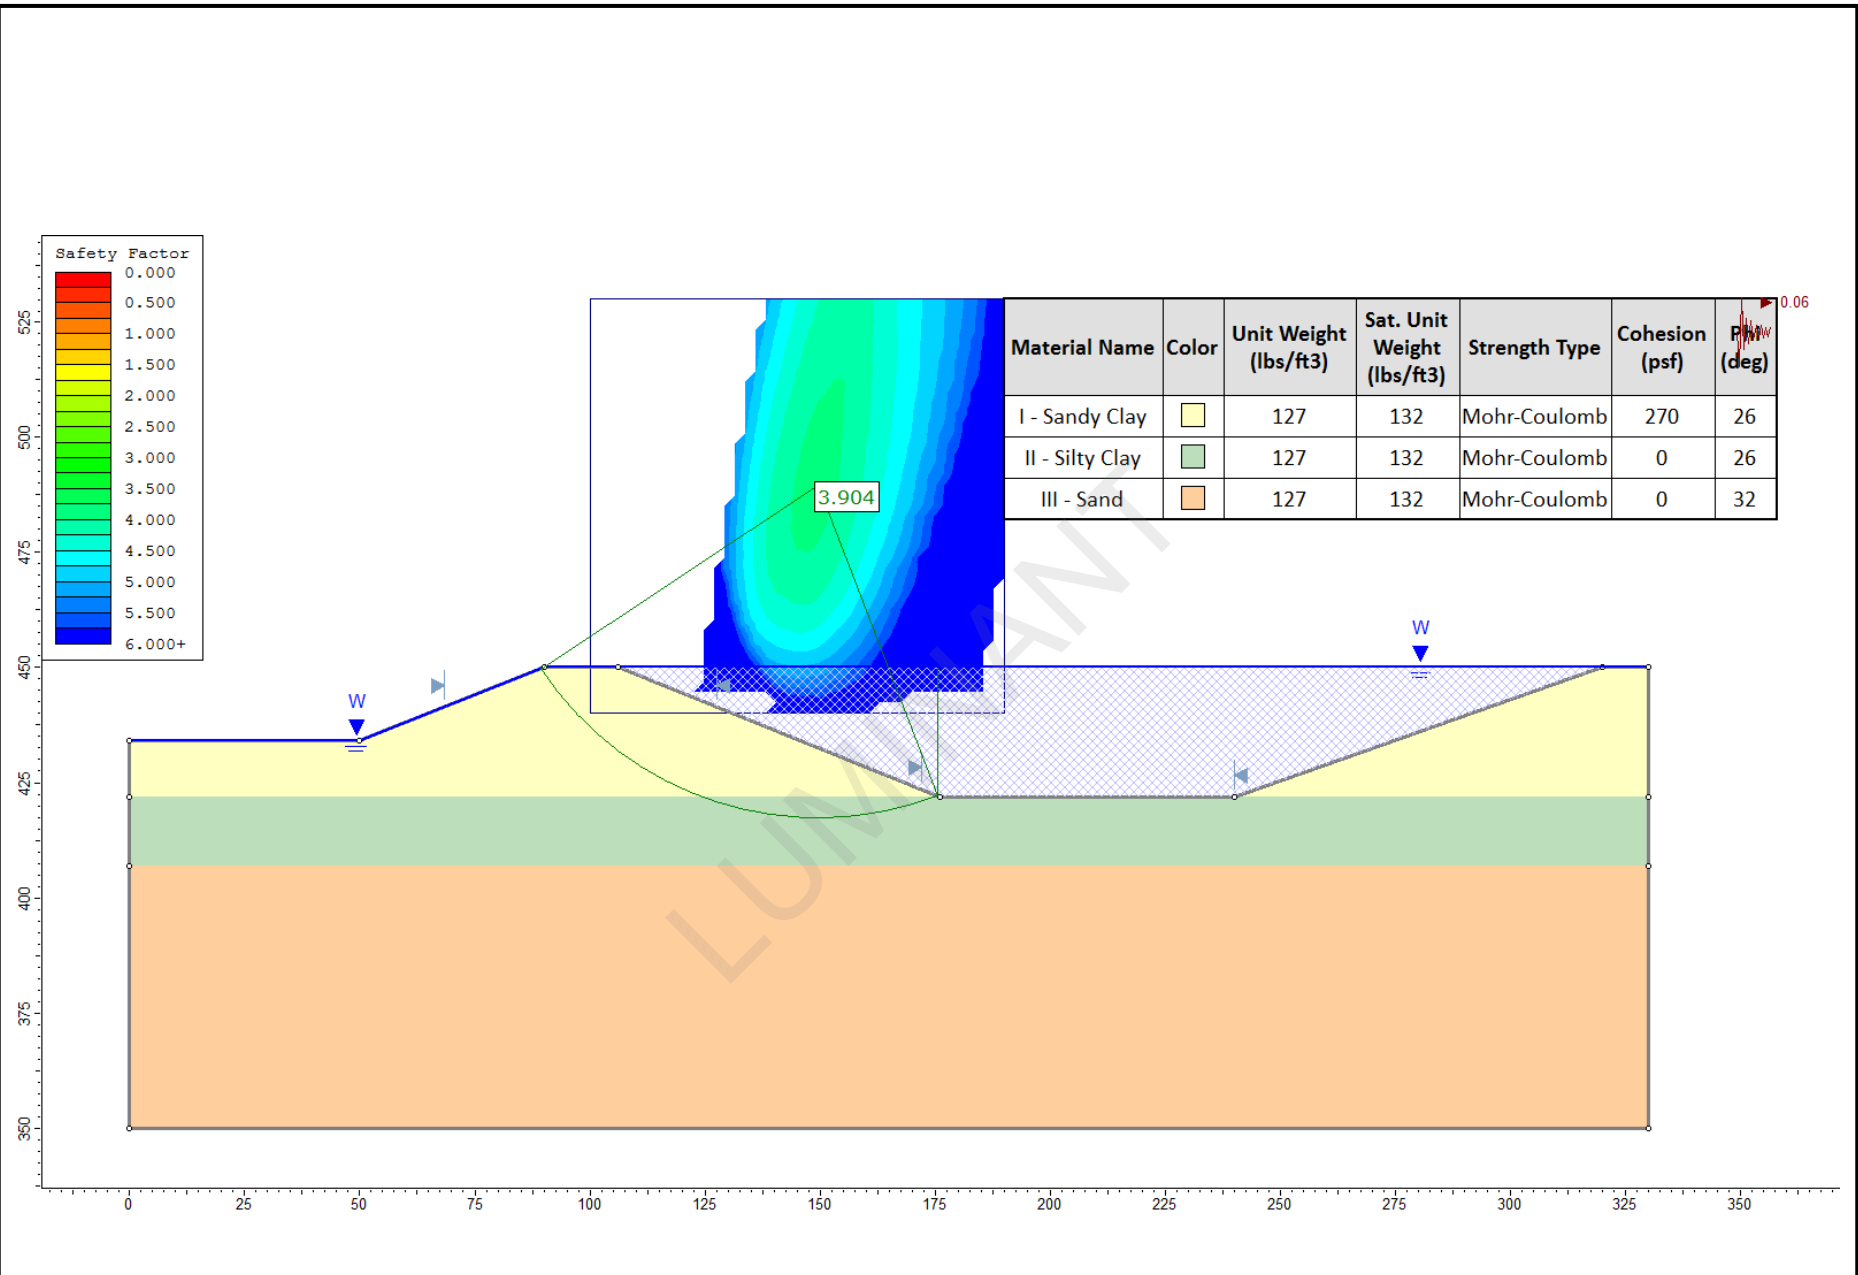 Safety Factor
0.000
0.500
1.000
1.500
2.000
2.500
3.000
3.500
4.000
4.500
5.000
5.500
6.000+
Material Name Color Unit Weight (lbs/ft3) Sat. Unit Weight (lbs/ft3) Strength Type Cohesion (psf) Phi (deg)
I - Sandy Clay 127 132 Mohr-Coulomb 270 26
II - Silty Clay 127 132 Mohr-Coulomb 0 26
III - Sand 127 132 Mohr-Coulomb 0 32
0.06
3.904
W
W
LUMINANT
525
500
475
450
425
400
375
350
0 25 50 75 100 125 150 175 200 225 250 275 300 325 350